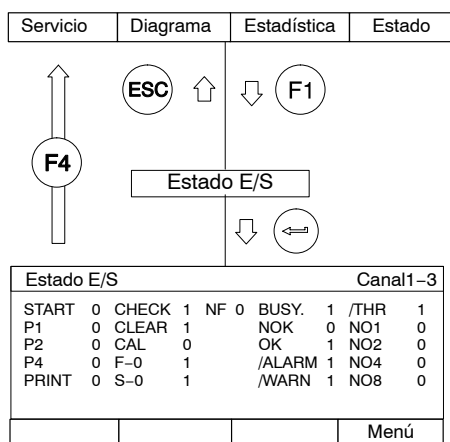 Servicio Diagrama Estadística Estado
ESC F1
F4
Estado E/S
Estado E/S Canal1–3
START 0 CHECK 1 NF 0 BUSY. 1 /THR 1
P1 0 CLEAR 1 NOK 0 NO1 0
P2 0 CAL 0 OK 1 NO2 0
P4 0 F–0 1 /ALARM 1 NO4 0
PRINT 0 S–0 1 /WARN 1 NO8 0
Menú